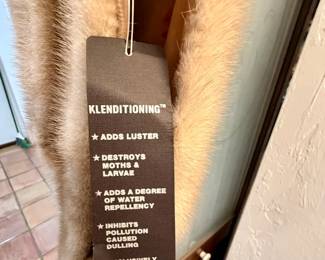 KLENDITIONING™
★ ADDS LUSTER
★ DESTROYS
MOTHS &
LARVAE
★ ADDS A DEGREE
OF WATER
REPELLENCY
★ INHIBITS
POLLUTION
CAUSED
DULLING